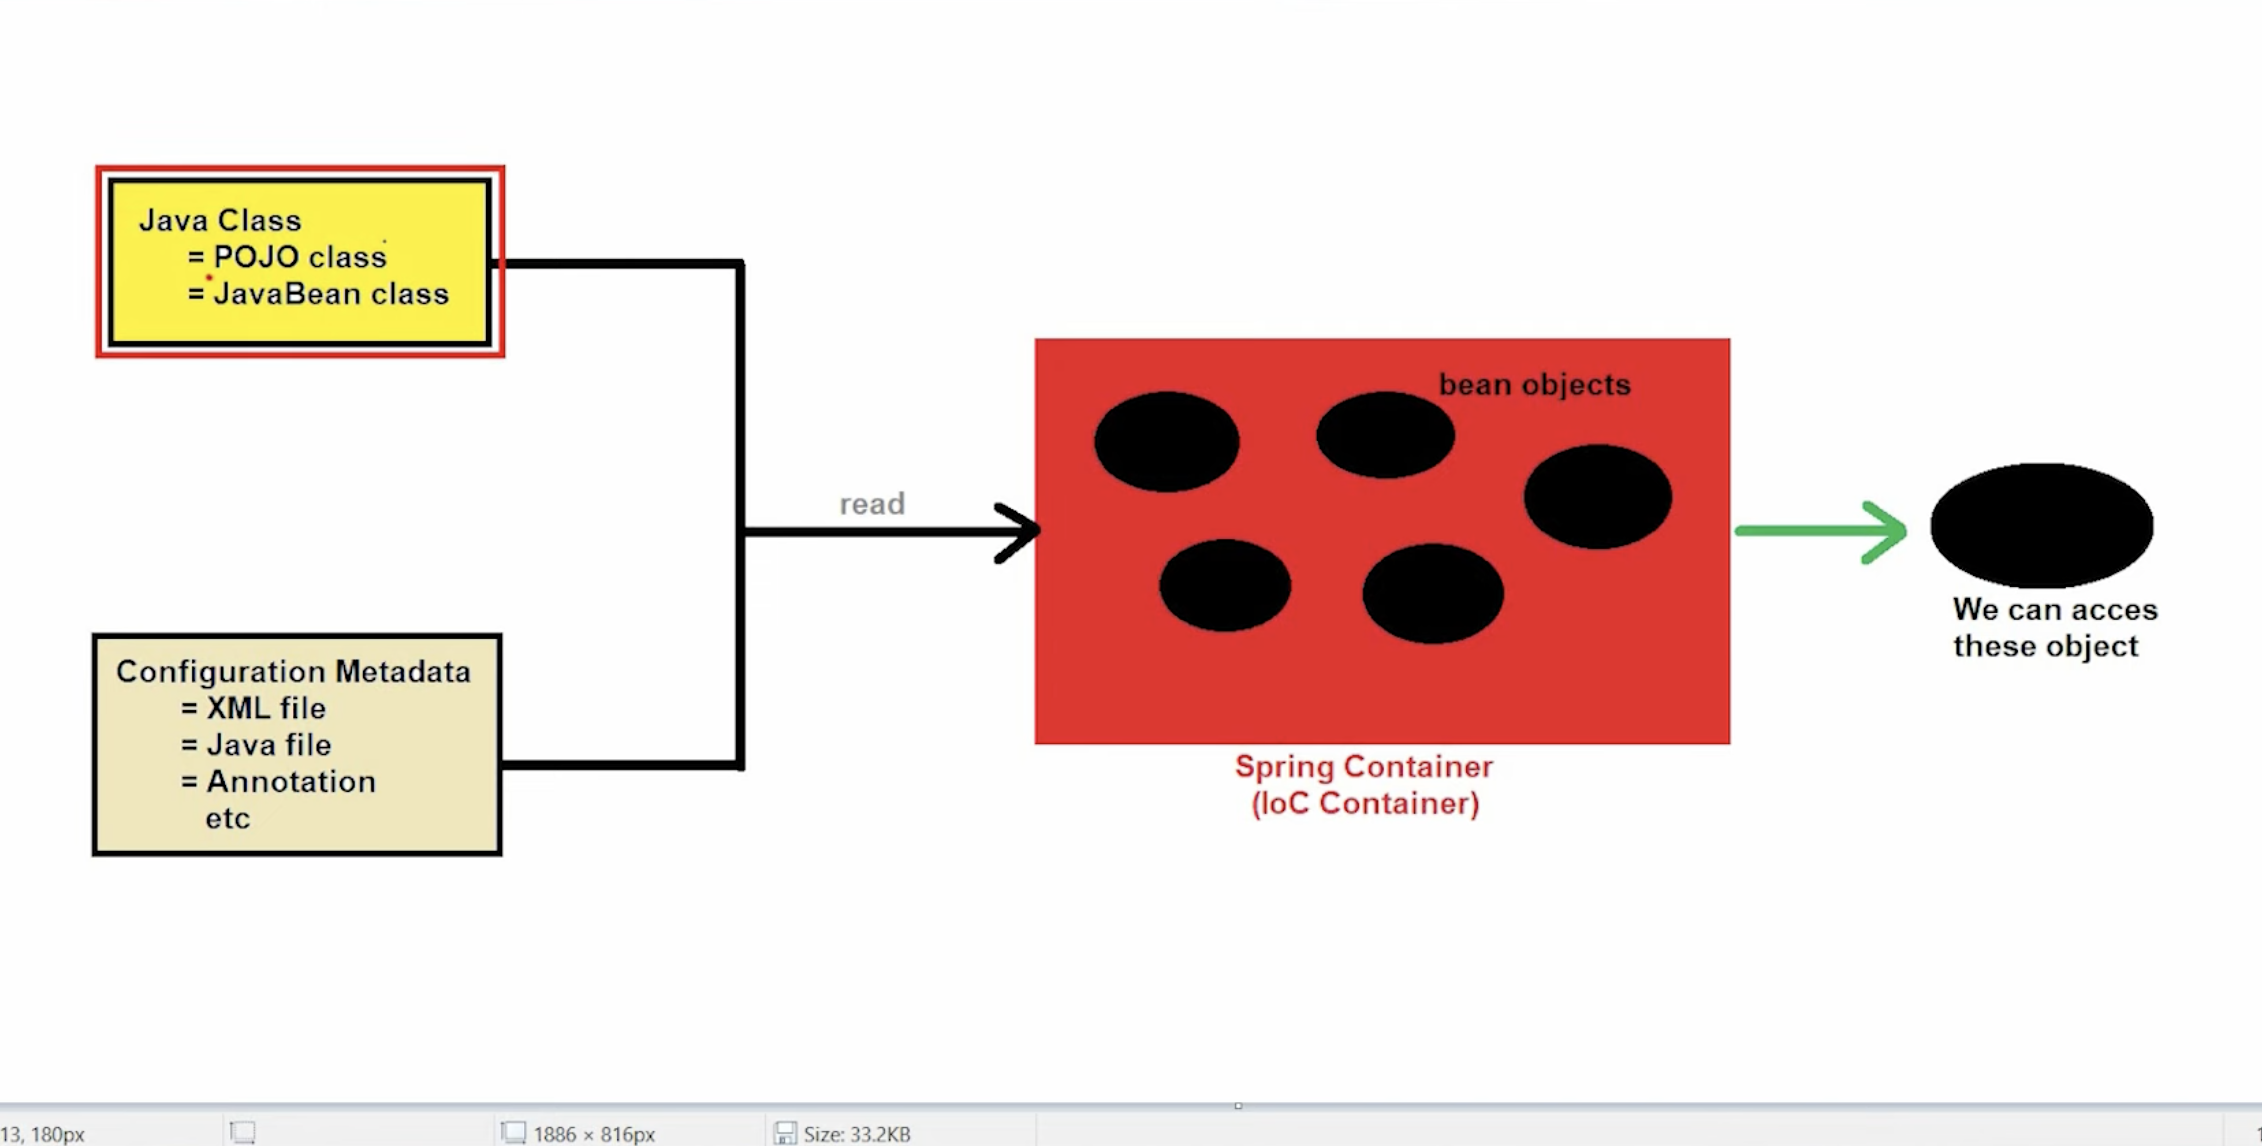 Java Class
= POJO class
= JavaBean class
Configuration Metadata
= XML file
= Java file
= Annotation
etc
read
bean objects
Spring Container
(IoC Container)
We can acces
these object
13, 180px
1886 × 816px
Size: 33.2KB